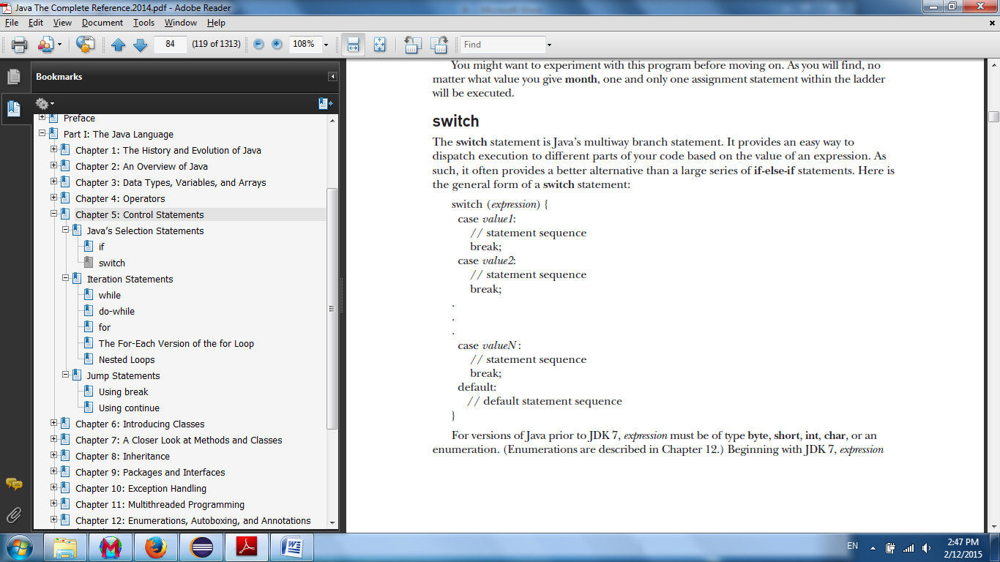 Java The Complete Reference.2014.pdf - Adobe Reader
File Edit View Document Tools Window Help
84 (119 of 1313) 108% Find
Bookmarks
Preface
Part I: The Java Language
Chapter 1: The History and Evolution of Java
Chapter 2: An Overview of Java
Chapter 3: Data Types, Variables, and Arrays
Chapter 4: Operators
Chapter 5: Control Statements
Java's Selection Statements
if
switch
Iteration Statements
while
do-while
for
The For-Each Version of the for Loop
Nested Loops
Jump Statements
Using break
Using continue
Chapter 6: Introducing Classes
Chapter 7: A Closer Look at Methods and Classes
Chapter 8: Inheritance
Chapter 9: Packages and Interfaces
Chapter 10: Exception Handling
Chapter 11: Multithreaded Programming
Chapter 12: Enumerations, Autoboxing, and Annotations
You might want to experiment with this program before moving on. As you will find, no
matter what value you give month, one and only one assignment statement within the ladder
will be executed.
switch
The switch statement is Java's multiway branch statement. It provides an easy way to
dispatch execution to different parts of your code based on the value of an expression. As
such, it often provides a better alternative than a large series of if-else-if statements. Here is
the general form of a switch statement:
switch (expression) {
case value1:
// statement sequence
break;
case value2:
// statement sequence
break;
.
.
.
case valueN :
// statement sequence
break;
default:
// default statement sequence
}
For versions of Java prior to JDK 7, expression must be of type byte, short, int, char, or an
enumeration. (Enumerations are described in Chapter 12.) Beginning with JDK 7, expression
EN
2:47 PM
2/12/2015